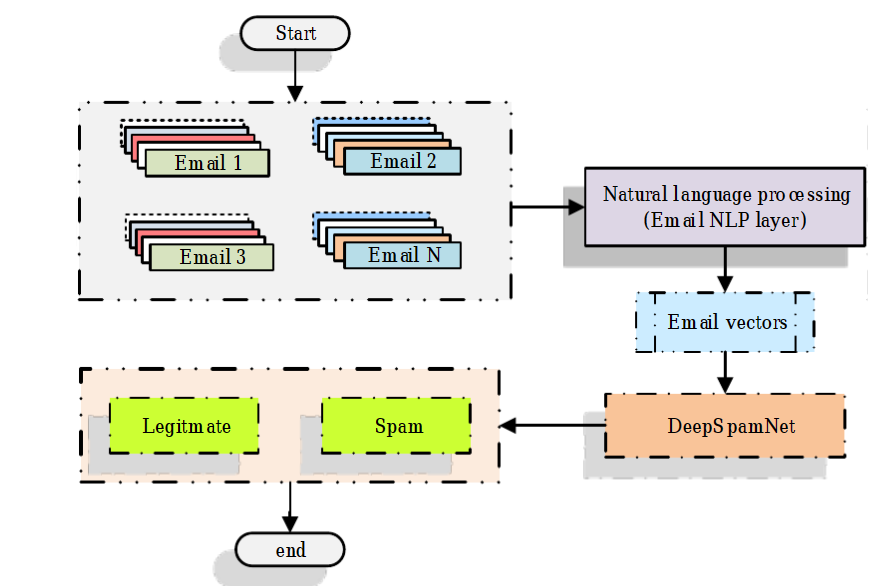 Start
Email 1
Email 2
Email 3
Email N
Natural language processing
(Email NLP layer)
Email vectors
DeepSpamNet
Legitmate
Spam
end